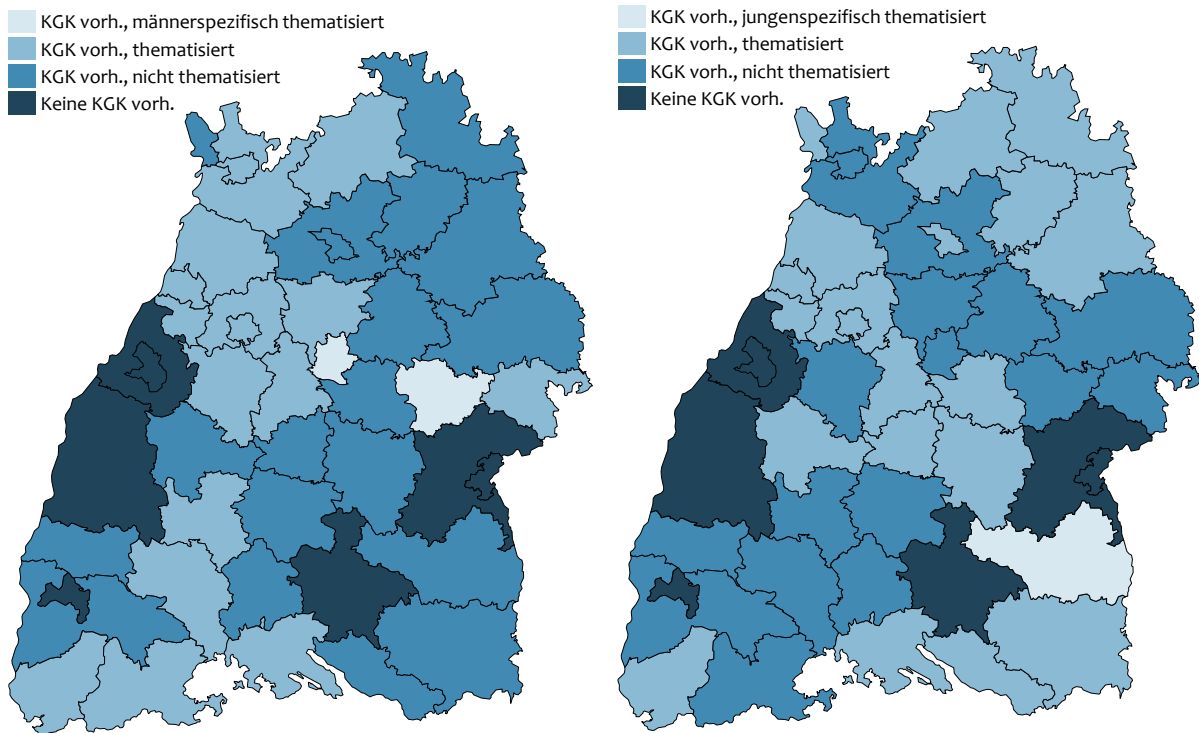 KGK vorh., männerspezifisch thematisiert
KGK vorh., thematisiert
KGK vorh., nicht thematisiert
Keine KGK vorh.
KGK vorh., jungenspezifisch thematisiert
KGK vorh., thematisiert
KGK vorh., nicht thematisiert
Keine KGK vorh.